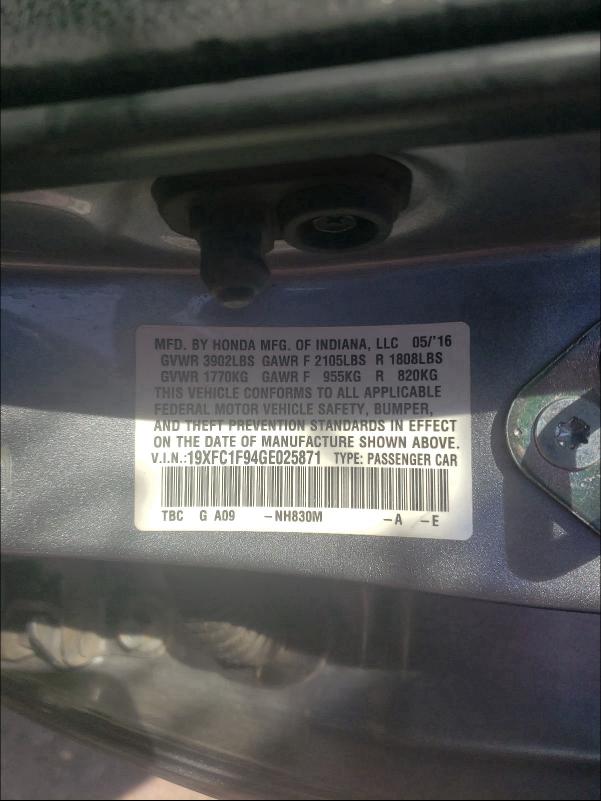 MFD. BY HONDA MFG. OF INDIANA, LLC 05/'16
GVWR 3902LBS GAWR F 2105LBS R 1808LBS
GVWR 1770KG GAWR F 955KG R 820KG
THIS VEHICLE CONFORMS TO ALL APPLICABLE
FEDERAL MOTOR VEHICLE SAFETY, BUMPER,
AND THEFT PREVENTION STANDARDS IN EFFECT
ON THE DATE OF MANUFACTURE SHOWN ABOVE.
V.I.N.:19XFC1F94GE025871 TYPE: PASSENGER CAR
TBC G A09 -NH830M -A -E